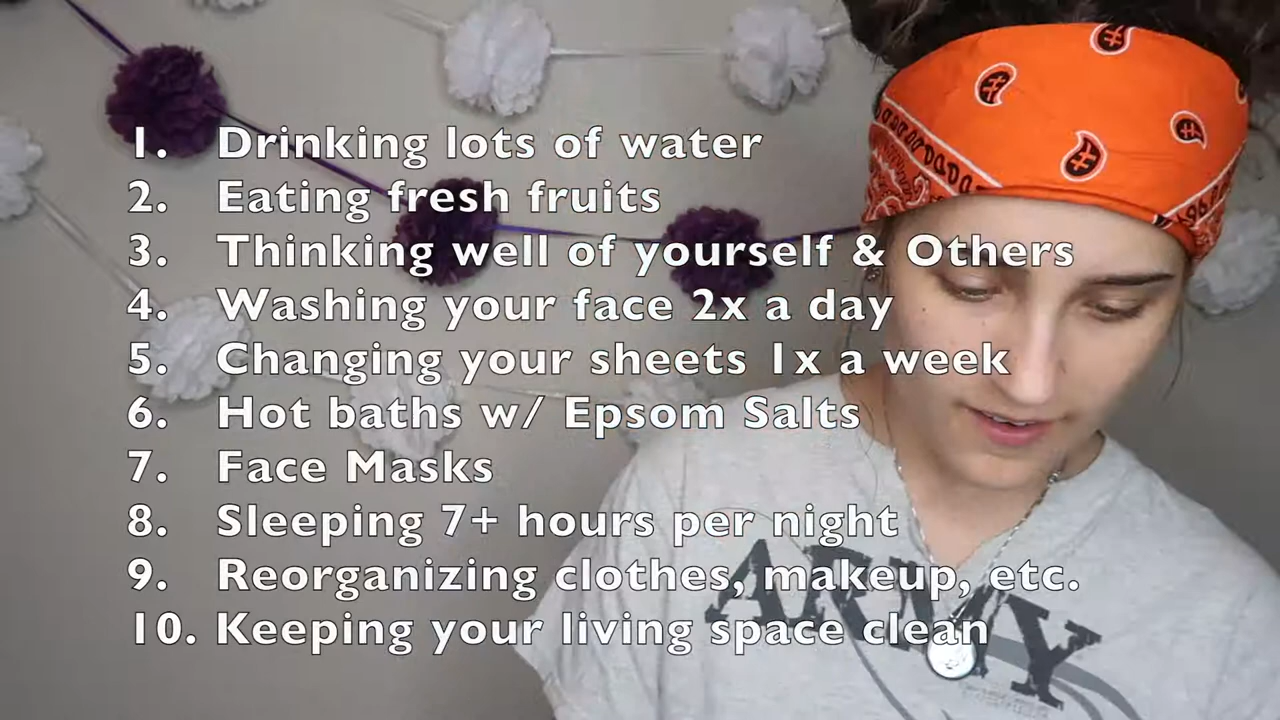 1. Drinking lots of water
2. Eating fresh fruits
3. Thinking well of yourself & Others
4. Washing your face 2x a day
5. Changing your sheets 1x a week
6. Hot baths w/ Epsom Salts
7. Face Masks
8. Sleeping 7+ hours per night
9. Reorganizing clothes, makeup, etc.
10. Keeping your living space clean
ARMY